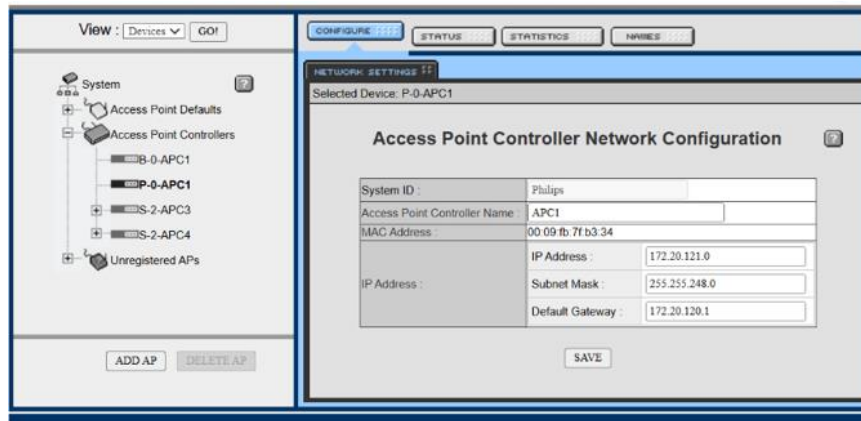 View : Devices GO!
System
Access Point Defaults
Access Point Controllers
B-0-APC1
P-0-APC1
S-2-APC3
S-2-APC4
Unregistered APs
ADD AP DELETE AP
CONFIGURE STATUS STATISTICS NAMES
NETWORK SETTINGS
Selected Device: P-0-APC1
Access Point Controller Network Configuration
System ID : Philips
Access Point Controller Name : APC1
MAC Address : 00:09:fb:7f:b3:34
IP Address :
IP Address : 172.20.121.0
Subnet Mask : 255.255.248.0
Default Gateway : 172.20.120.1
SAVE